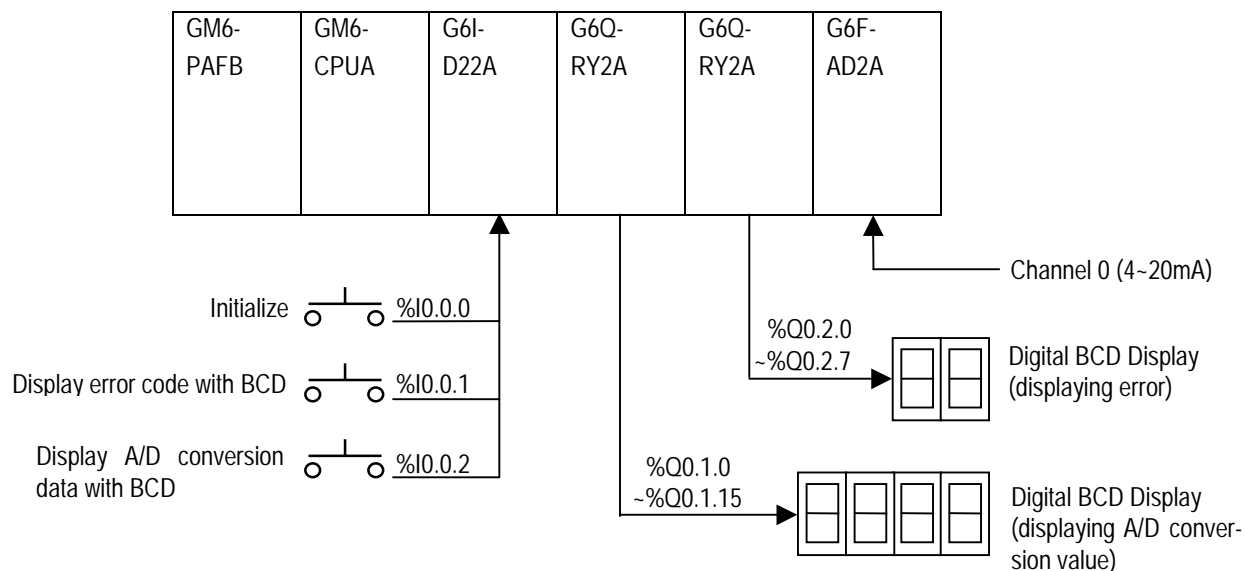 GM6-
PAFB
GM6-
CPUA
G6I-
D22A
G6Q-
RY2A
G6Q-
RY2A
G6F-
AD2A
Channel 0 (4~20mA)
Initialize
%I0.0.0
%Q0.2.0
~%Q0.2.7
Digital BCD Display
(displaying error)
Display error code with BCD
%I0.0.1
Display A/D conversion
data with BCD
%I0.0.2
%Q0.1.0
~%Q0.1.15
Digital BCD Display
(displaying A/D conver-
sion value)